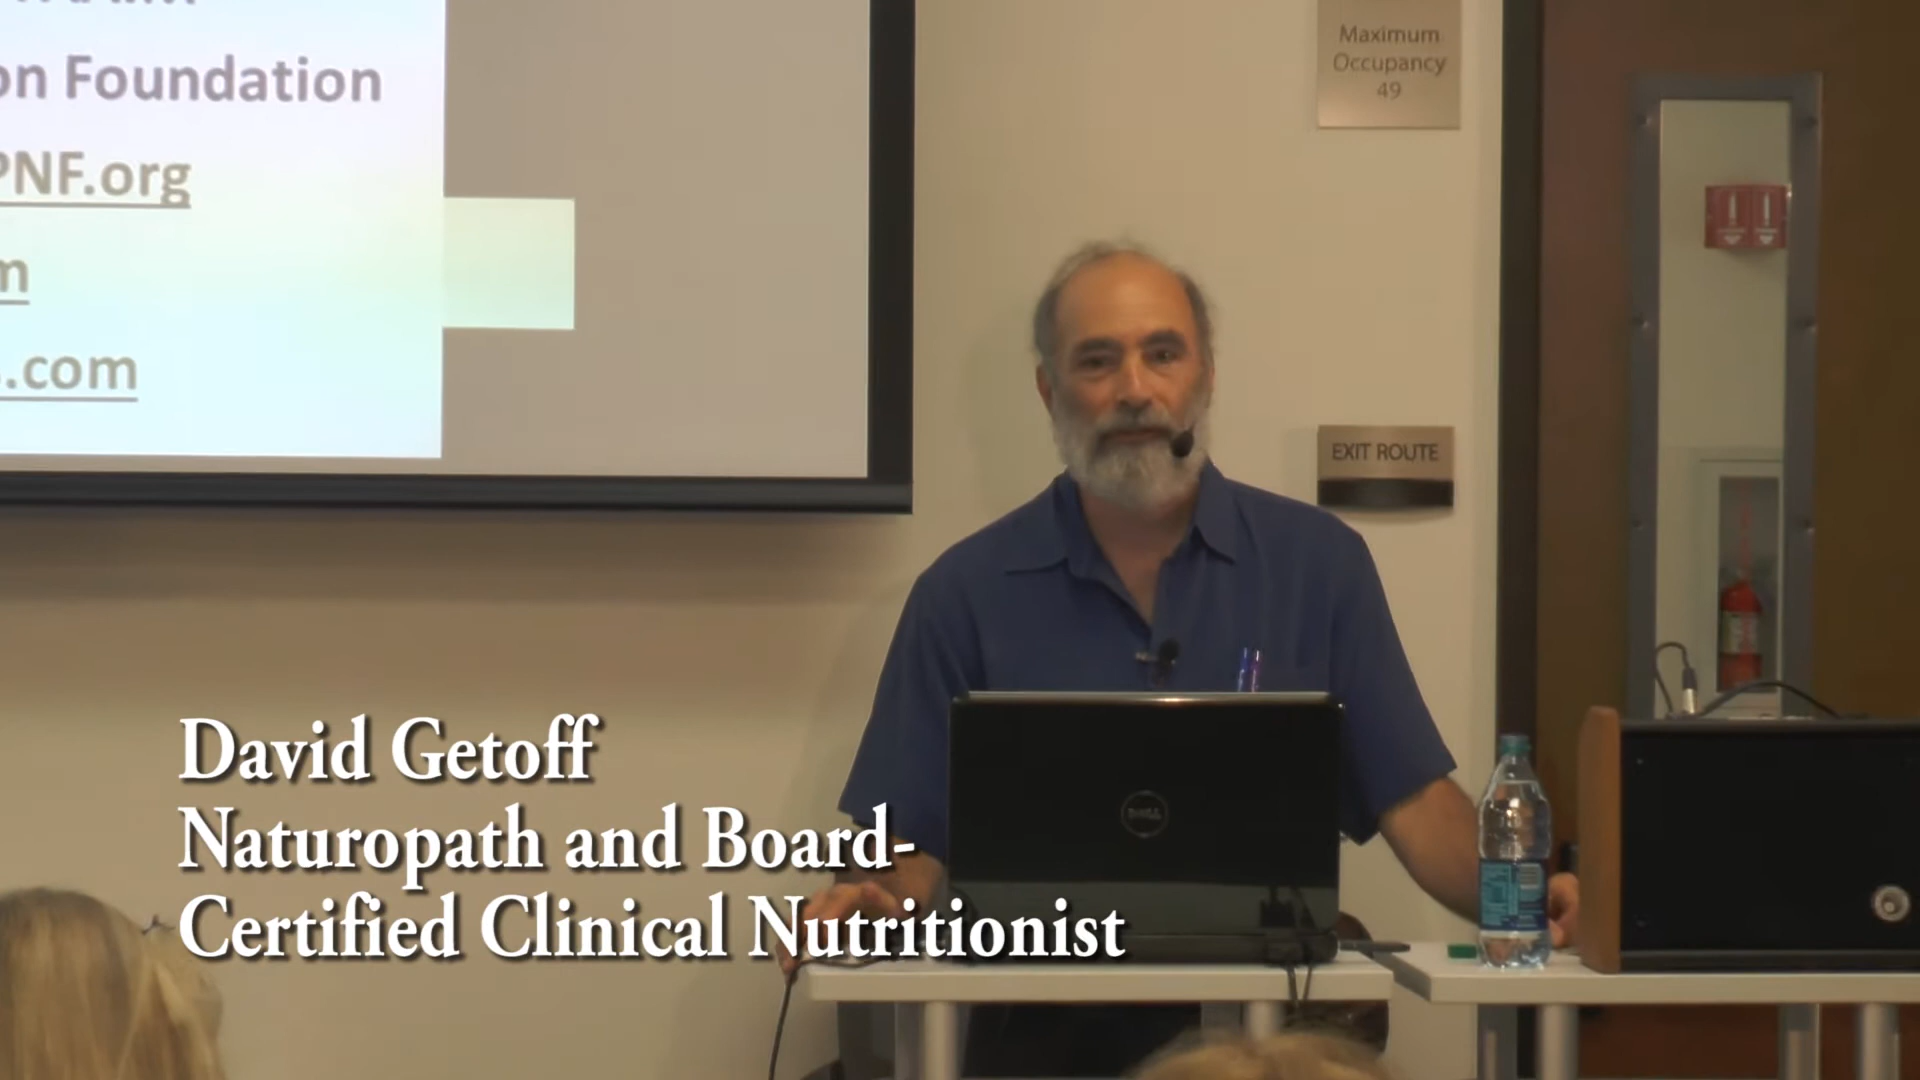 on Foundation
PNF.org
m
s.com
Maximum
Occupancy
49
EXIT ROUTE
DELL
David Getoff
Naturopath and Board-
Certified Clinical Nutritionist